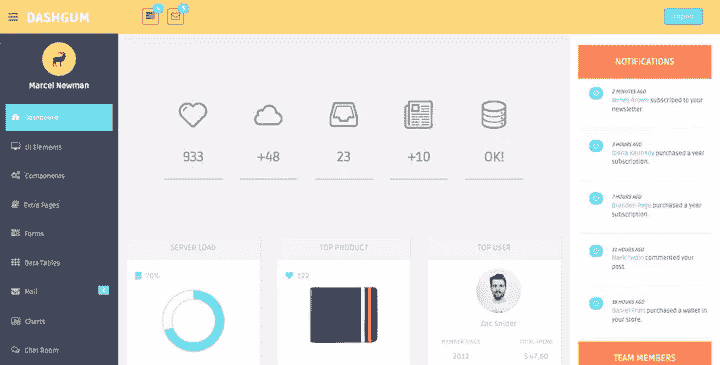 DASHGUM
Logout
Marcel Newman
Dashboard
UI Elements
Components
Extra Pages
Forms
Data Tables
Mail
Charts
Chat Room
933
+48
23
+10
OK!
SERVER LOAD
70%
TOP PRODUCT
122
TOP USER
Zac Snider
MEMBER SINCE
TOTAL SPEND
2012
$ 47,60
NOTIFICATIONS
2 MINUTES AGO
subscribed to your
newsletter.
3 HOURS AGO
purchased a year
subscription.
7 HOURS AGO
Brandon Page purchased a year
subscription.
11 HOURS AGO
Mark Twain commented your
post.
18 HOURS AGO
Daniel Pratt purchased a wallet in
your store.
TEAM MEMBERS